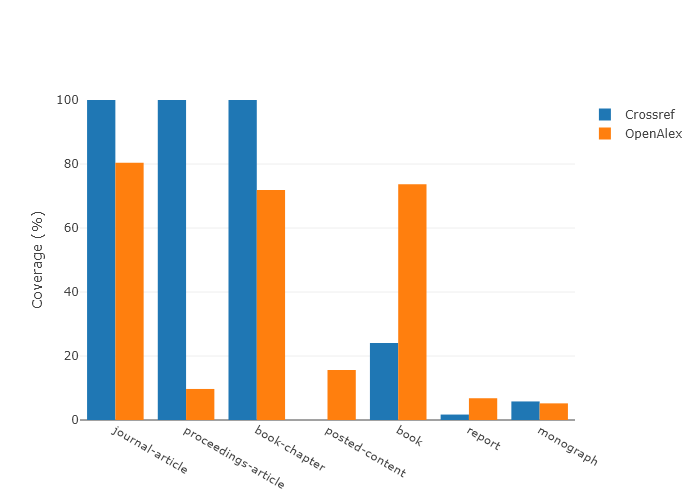 Crossref
OpenAlex
Coverage (%)
100
80
60
40
20
0
journal-article
proceedings-article
book-chapter
posted-content
book
report
monograph